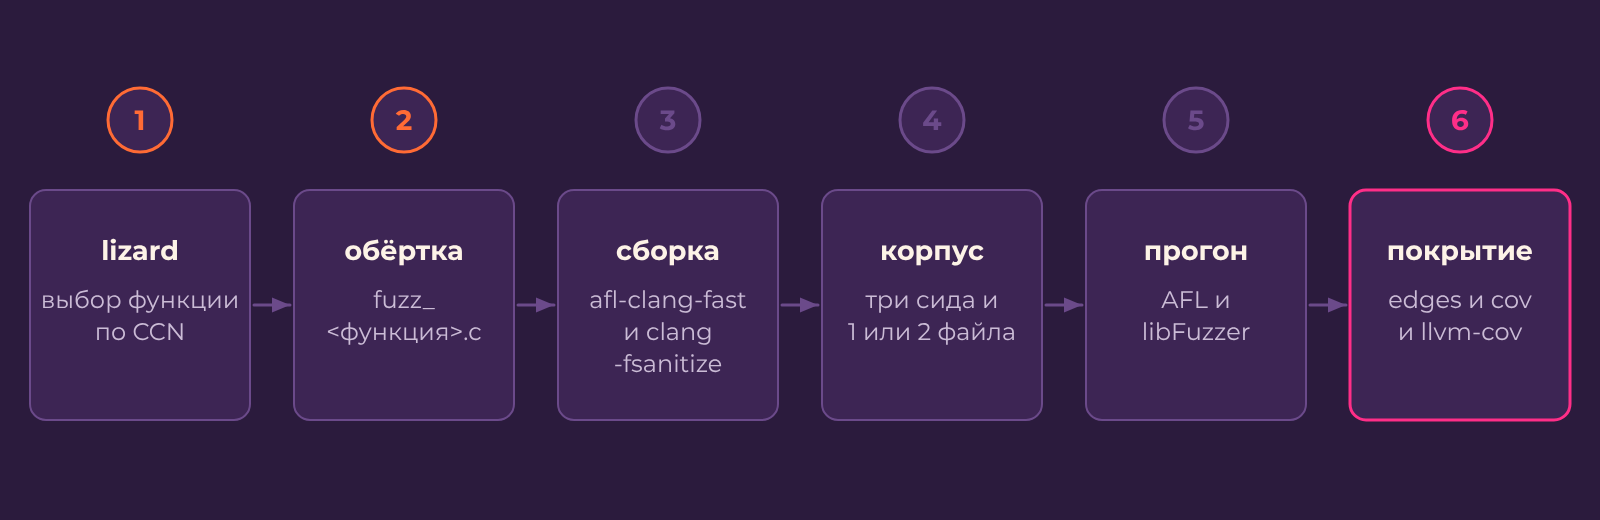 1
2
3
4
5
6
lizard
выбор функции
по CCN
обёртка
fuzz_
<функция>.c
сборка
afl-clang-fast
и clang
-fsanitize
корпус
три сида и
1 или 2 файла
прогон
AFL и
libFuzzer
покрытие
edges и cov
и llvm-cov